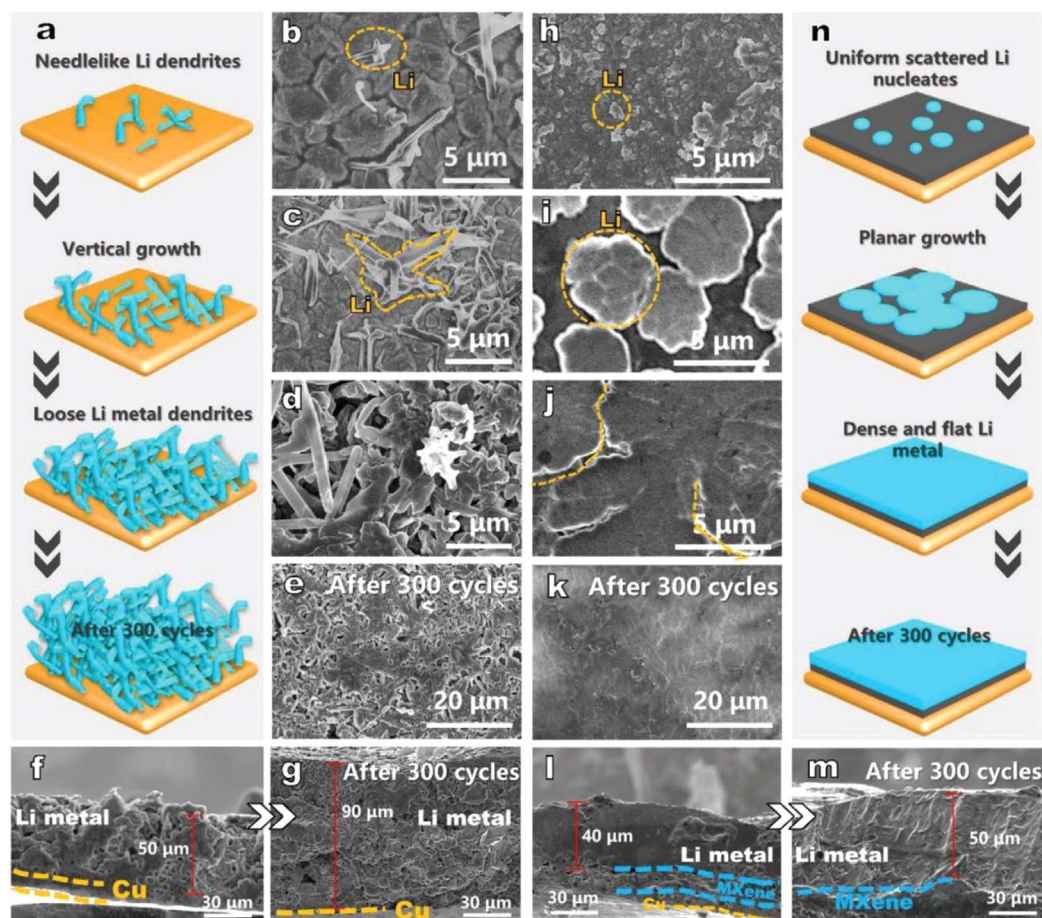 a
Needlelike Li dendrites
Vertical growth
Loose Li metal dendrites
After 300 cycles
b
Li
5 μm
c
Li
5 μm
d
5 μm
e
After 300 cycles
20 μm
f
Li metal
50 μm
Cu
30 μm
g
After 300 cycles
90 μm
Li metal
Cu
30 μm
h
5 μm
i
Li
5 μm
j
5 μm
k
After 300 cycles
20 μm
l
40 μm
Li metal
MXene
Cu
30 μm
m
After 300 cycles
50 μm
MXene
30 μm
n
Uniform scattered Li
nucleates
Planar growth
Dense and flat Li
metal
After 300 cycles